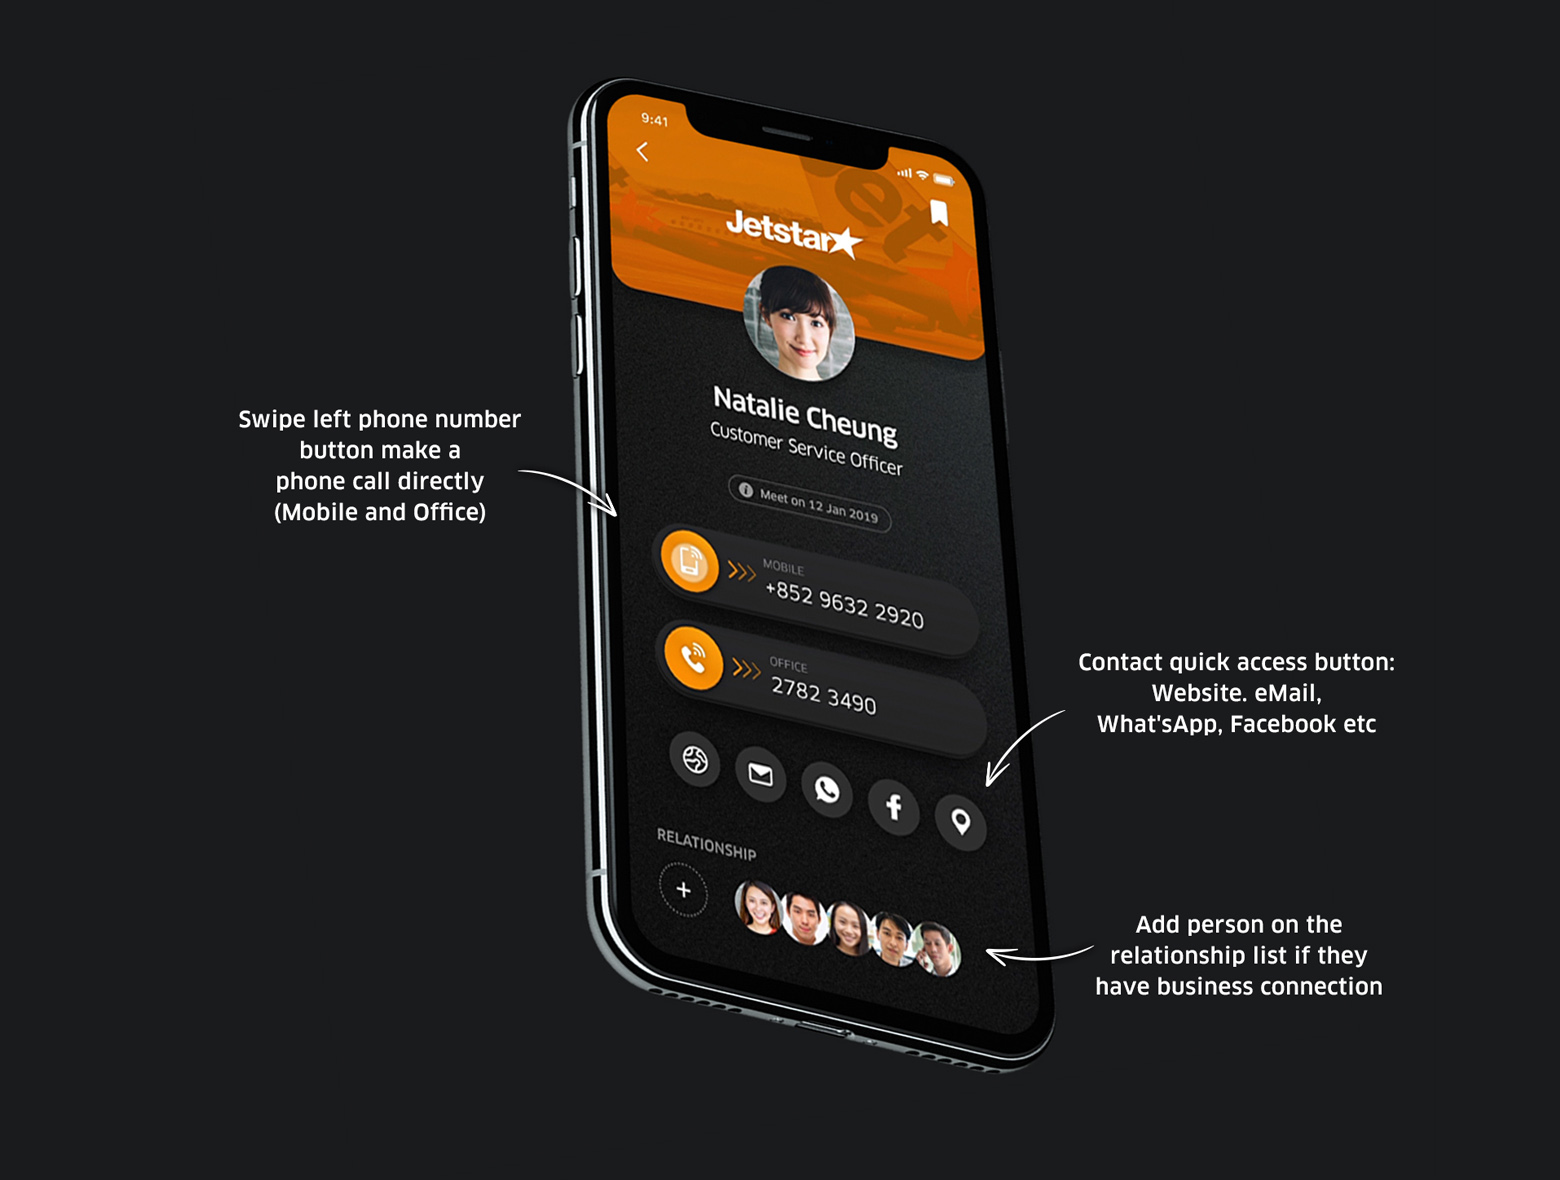 9:41
et
Jetstar
Natalie Cheung
Customer Service Officer
Meet on 12 Jan 2019
Swipe left phone number
button make a
phone call directly
(Mobile and Office)
MOBILE
+852 9632 2920
OFFICE
2782 3490
Contact quick access button:
Website. eMail,
What'sApp, Facebook etc
RELATIONSHIP
Add person on the
relationship list if they
have business connection